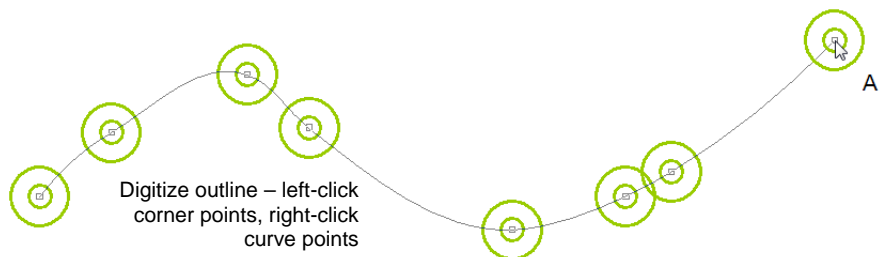 A
Digitize outline – left-click
corner points, right-click
curve points